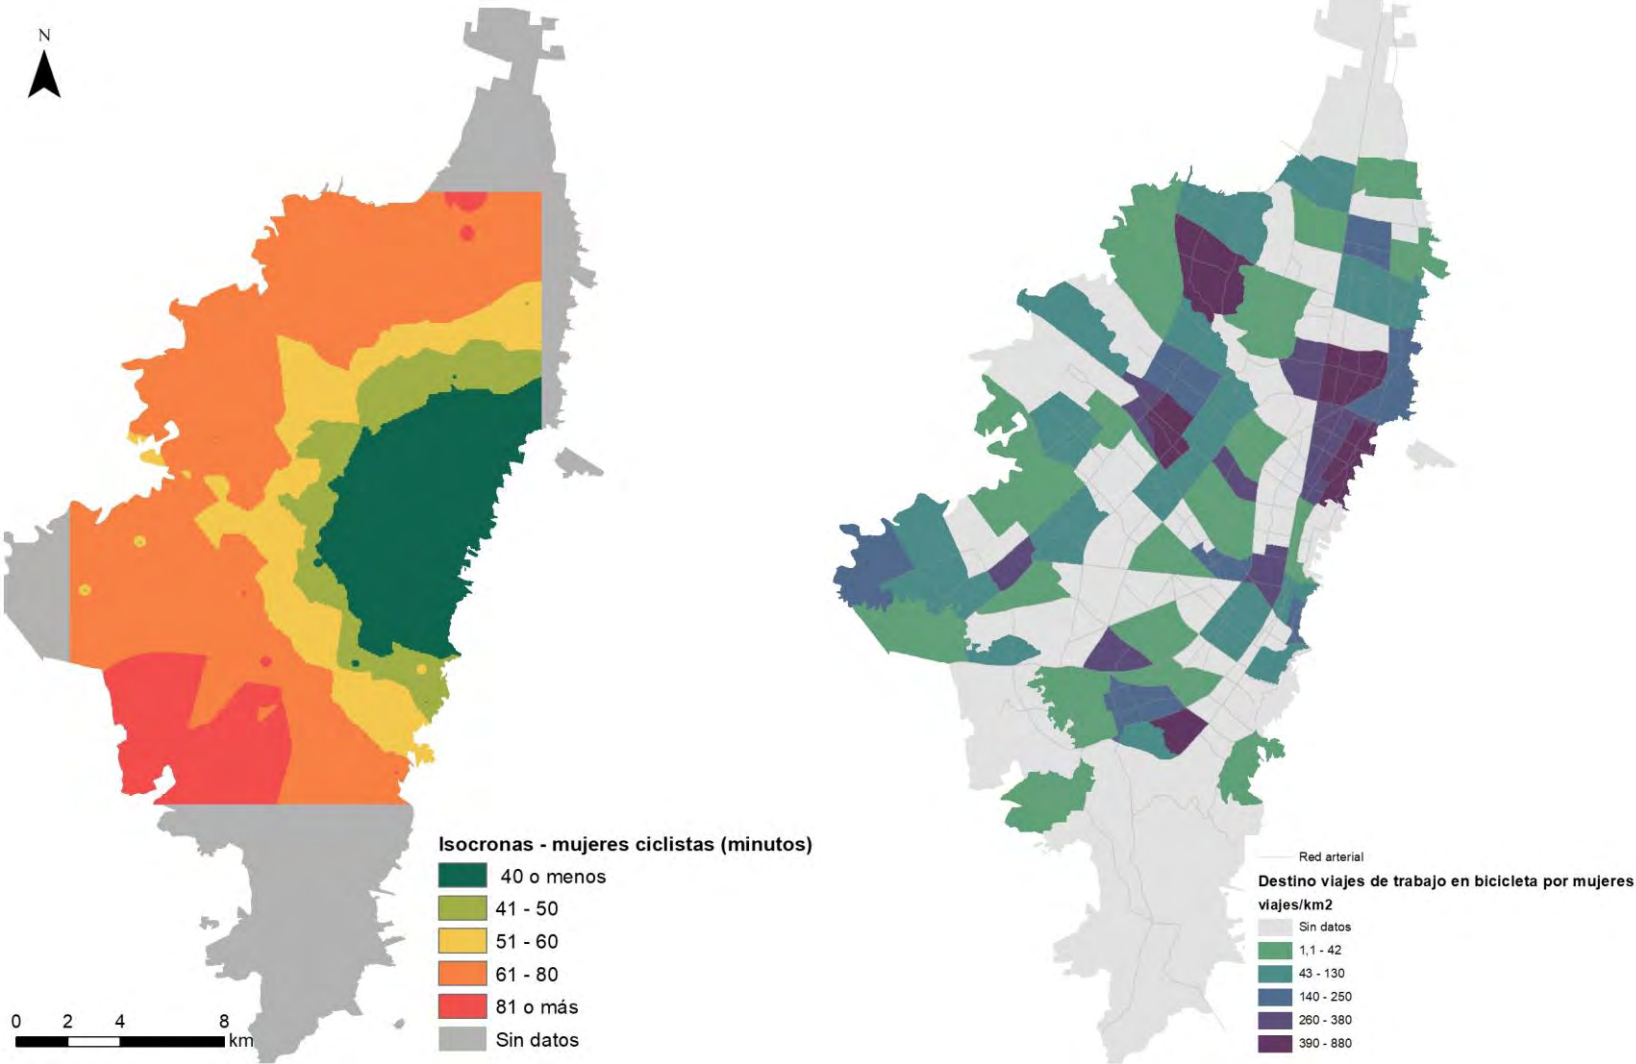 N
Isocronas - mujeres ciclistas (minutos)
40 o menos
41 - 50
51 - 60
61 - 80
81 o más
Sin datos
0 2 4 8
km
Red arterial
Destino viajes de trabajo en bicicleta por mujeres
viajes/km2
Sin datos
1,1 - 42
43 - 130
140 - 250
260 - 380
390 - 880